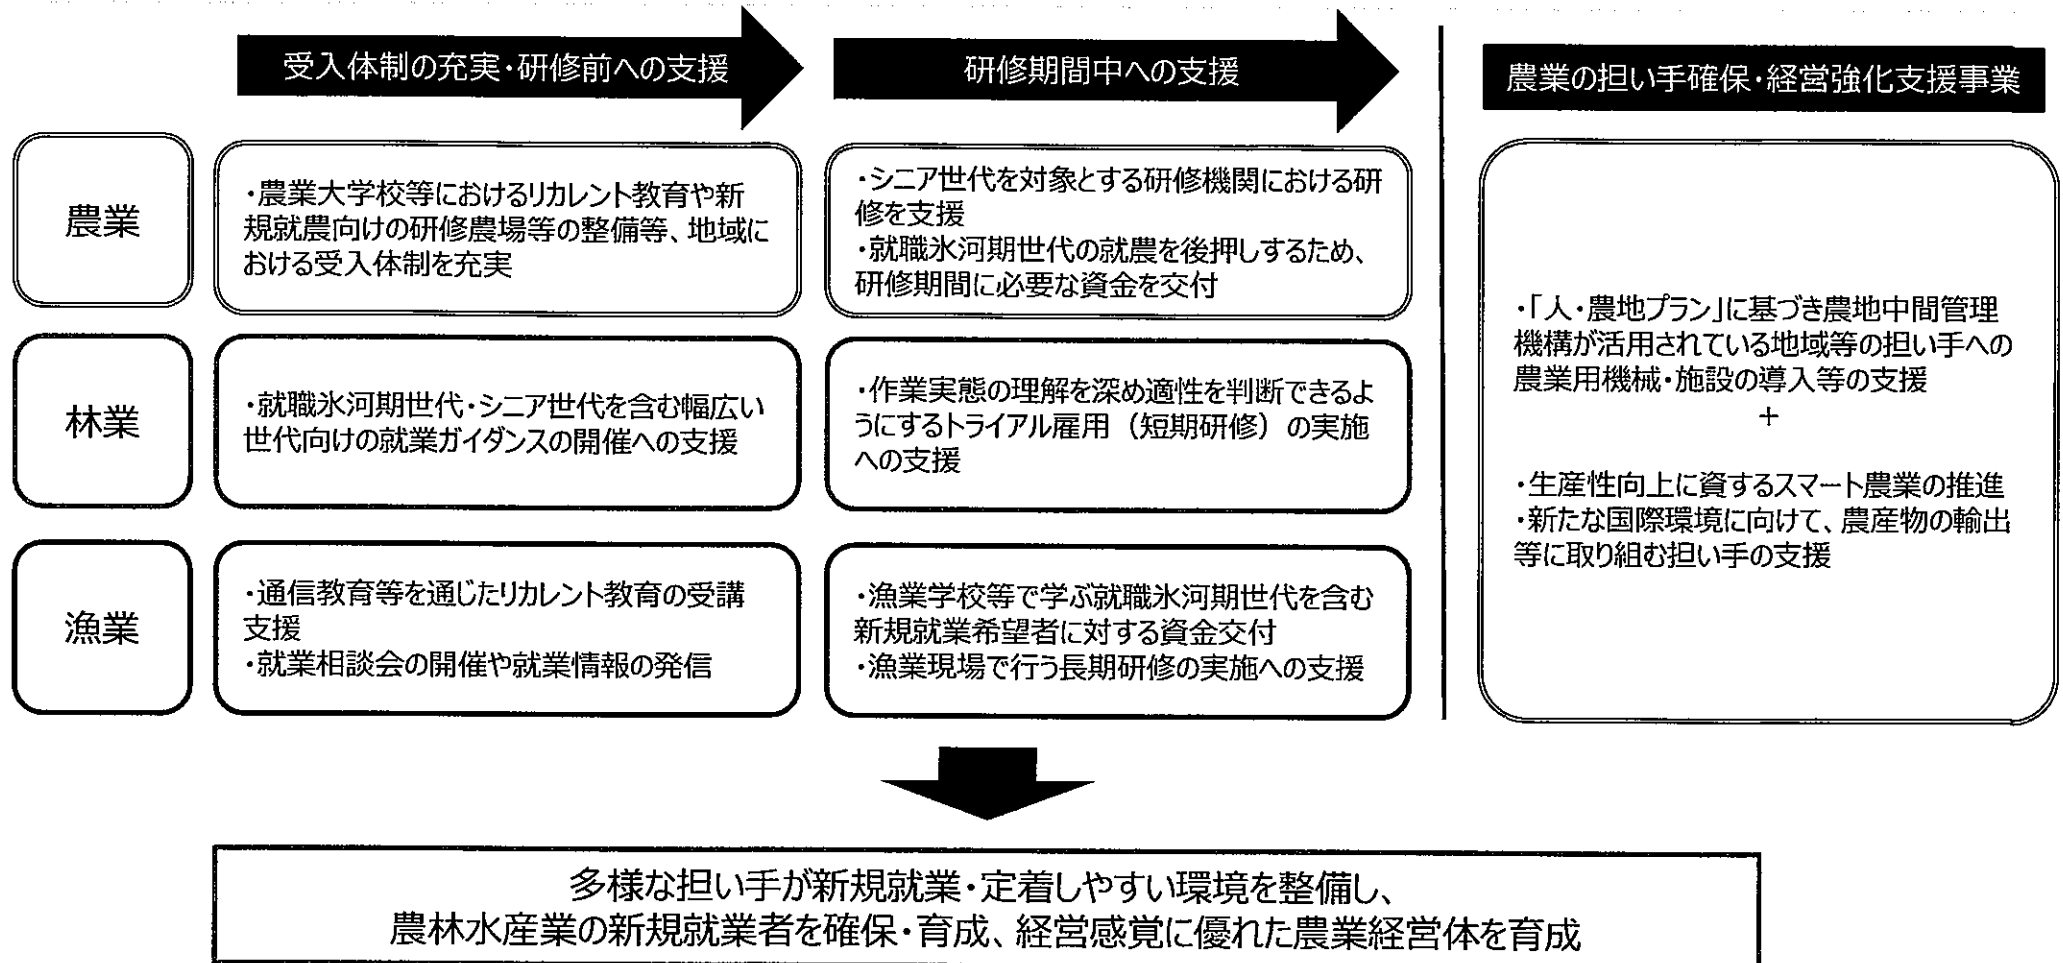 受入体制の充実・研修前への支援
研修期間中への支援
農業の担い手確保・経営強化支援事業
農業
・農業大学校等におけるリカレント教育や新
規就農向けの研修農場等の整備等、地域に
おける受入体制を充実
・シニア世代を対象とする研修機関における研
修を支援
・就職氷河期世代の就農を後押しするため、
研修期間に必要な資金を交付
林業
・就職氷河期世代・シニア世代を含む幅広い
世代向けの就業ガイダンスの開催への支援
・作業実態の理解を深め適性を判断できるよ
うにするトライアル雇用（短期研修）の実施
への支援
漁業
・通信教育等を通じたリカレント教育の受講
支援
・就業相談会の開催や就業情報の発信
・漁業学校等で学ぶ就職氷河期世代を含む
新規就業希望者に対する資金交付
・漁業現場で行う長期研修の実施への支援
・「人・農地プラン」に基づき農地中間管理
機構が活用されている地域等の担い手への
農業用機械・施設の導入等の支援
＋
・生産性向上に資するスマート農業の推進
・新たな国際環境に向けて、農産物の輸出
等に取り組む担い手の支援
多様な担い手が新規就業・定着しやすい環境を整備し、
農林水産業の新規就業者を確保・育成、経営感覚に優れた農業経営体を育成